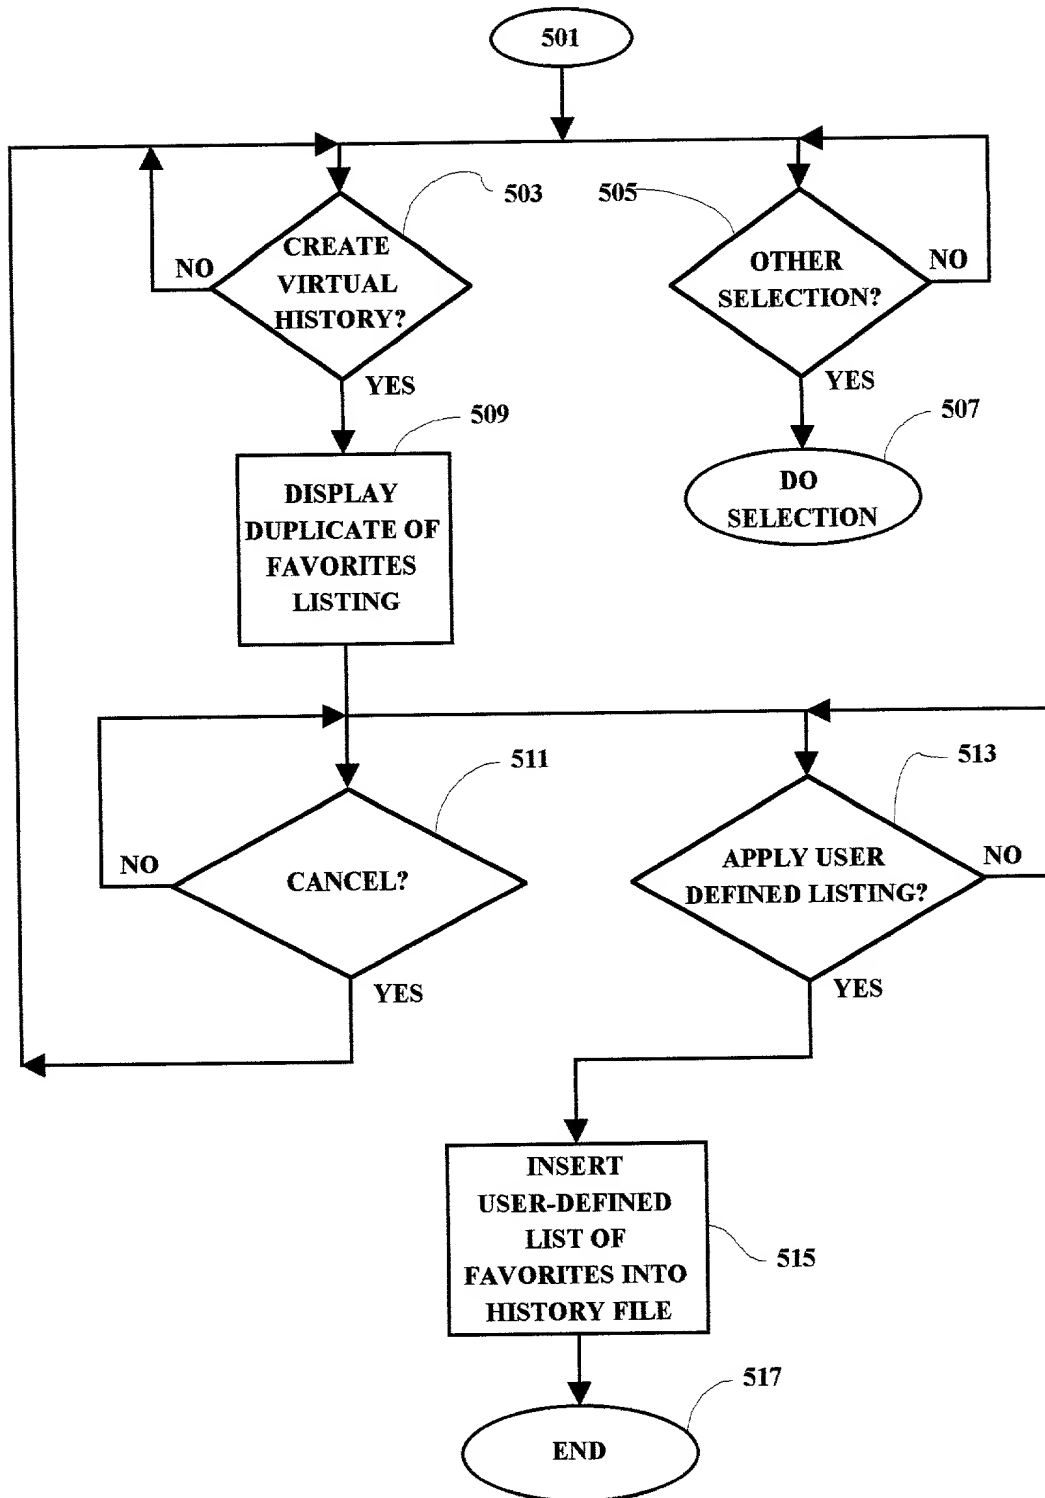 501
503
505
CREATE
VIRTUAL
HISTORY?
NO
OTHER
SELECTION?
NO
YES
YES
509
507
DISPLAY
DUPLICATE OF
FAVORITES
LISTING
DO
SELECTION
511
513
NO
CANCEL?
APPLY USER
DEFINED LISTING?
NO
YES
YES
INSERT
USER-DEFINED
LIST OF
FAVORITES INTO
HISTORY FILE
515
517
END